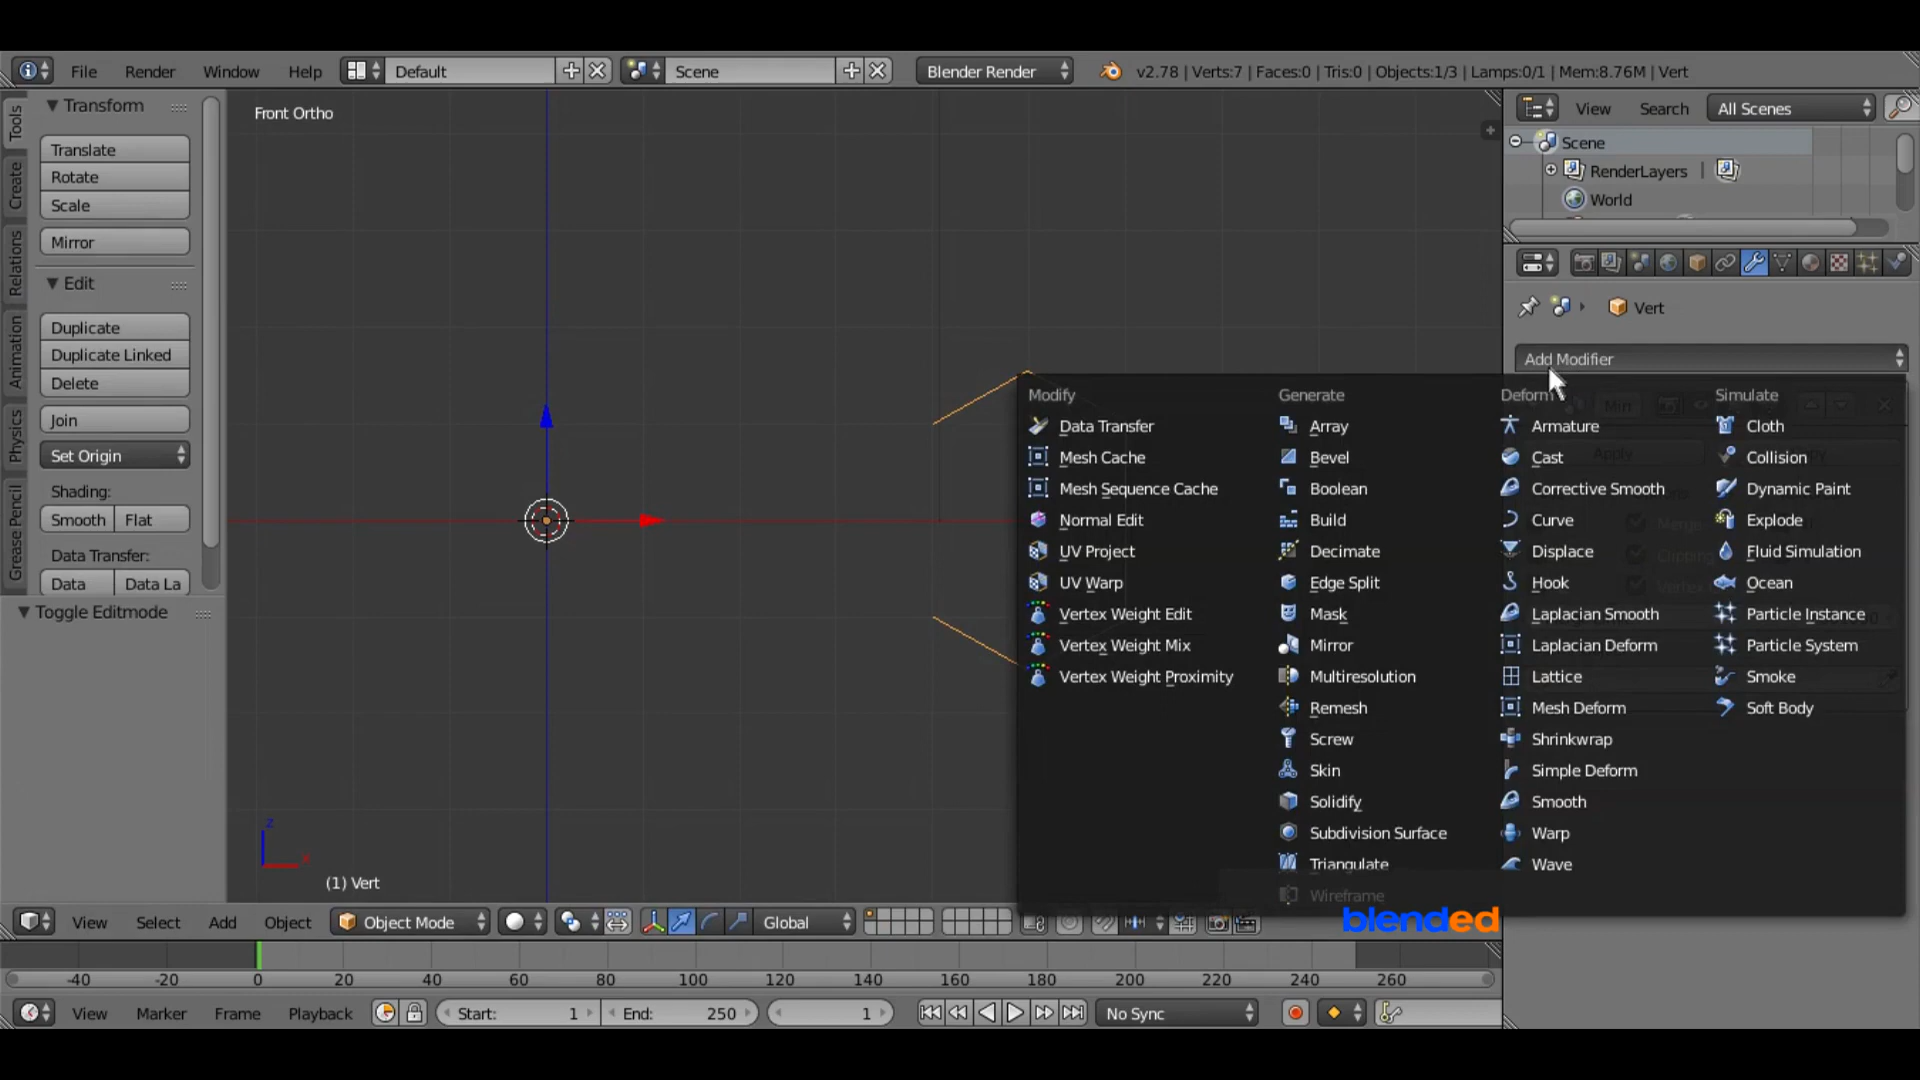 File Render Window Help Default Scene Blender Render v2.78 | Verts:7 | Faces:0 | Tris:0 | Objects:1/3 | Lamps:0/1 | Mem:8.76M | Vert
Tools
Create
Relations
Animation
Physics
Grease Pencil
Transform
Translate
Rotate
Scale
Mirror
Edit
Duplicate
Duplicate Linked
Delete
Join
Set Origin
Shading:
Smooth Flat
Data Transfer:
Data Data La
Toggle Editmode
Front Ortho
z
x
(1) Vert
View Search All Scenes
Scene
RenderLayers
World
Vert
Add Modifier
Modify
Data Transfer
Mesh Cache
Mesh Sequence Cache
Normal Edit
UV Project
UV Warp
Vertex Weight Edit
Vertex Weight Mix
Vertex Weight Proximity
Generate
Array
Bevel
Boolean
Build
Decimate
Edge Split
Mask
Mirror
Multiresolution
Remesh
Screw
Skin
Solidify
Subdivision Surface
Triangulate
Wireframe
Deform
Armature
Cast
Corrective Smooth
Curve
Displace
Hook
Laplacian Smooth
Laplacian Deform
Lattice
Mesh Deform
Shrinkwrap
Simple Deform
Smooth
Warp
Wave
Simulate
Cloth
Collision
Dynamic Paint
Explode
Fluid Simulation
Ocean
Particle Instance
Particle System
Smoke
Soft Body
blended
View Select Add Object Object Mode Global
-40 -20 0 20 40 60 80 100 120 140 160 180 200 220 240 260
View Marker Frame Playback Start: 1 End: 250 1 No Sync